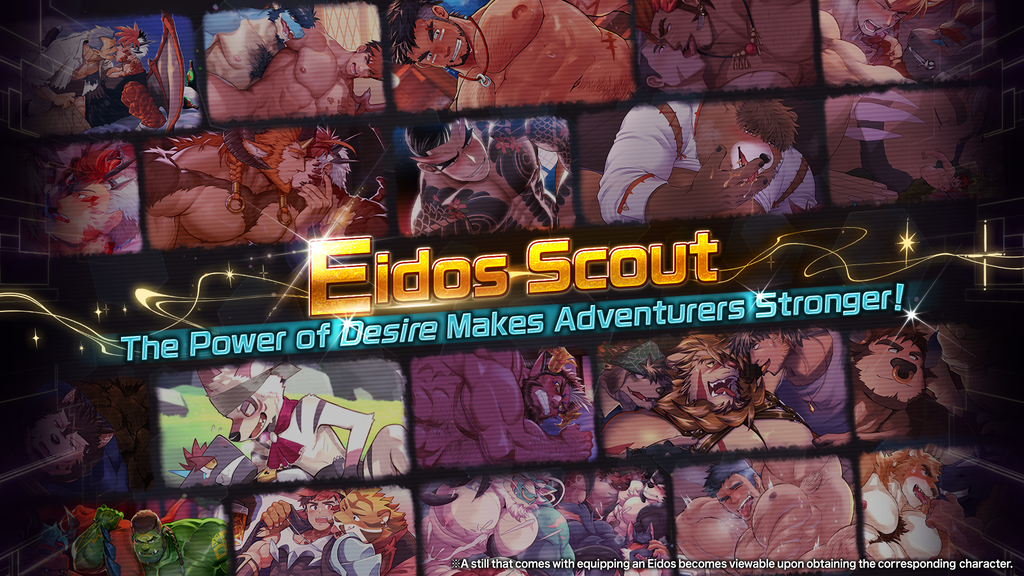 Eidos Scout
The Power of Desire Makes Adventurers Stronger!
※A still that comes with equipping an Eidos becomes viewable upon obtaining the corresponding character.